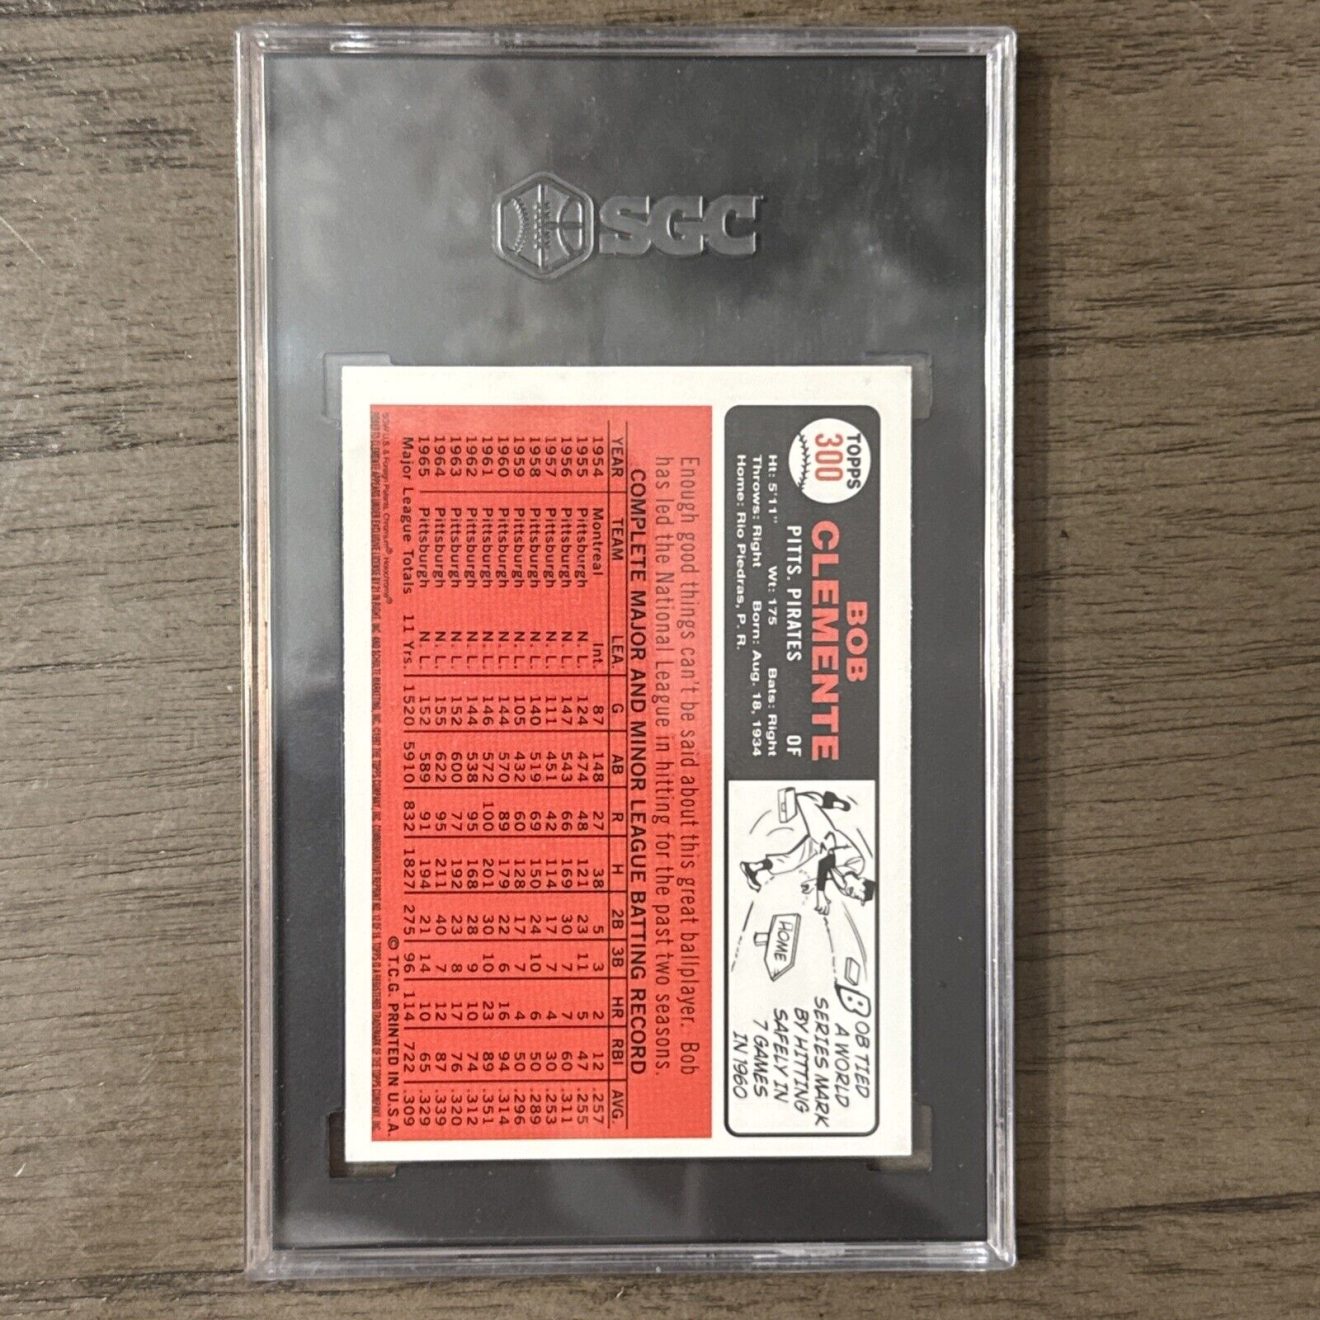 SGC
TOPPS
300
BOB
CLEMENTE
PITTS. PIRATES OF
Ht: 5'11" Wt: 175 Bats: Right
Throws: Right Born: Aug. 18, 1934
Home: Rio Piedras, P. R.
BOB TIED
A WORLD
SERIES MARK
BY HITTING
SAFELY IN
7 GAMES
IN 1960
HOME
Enough good things can't be said about this great ballplayer. Bob
has led the National League in hitting for the past two seasons.
COMPLETE MAJOR AND MINOR LEAGUE BATTING RECORD
YEAR TEAM LEA. G AB R H 2B 3B HR RBI AVG.
1954 Montreal Int. 87 148 27 38 5 3 2 12 .257
1955 Pittsburgh N. L. 124 474 48 121 23 11 5 47 .255
1956 Pittsburgh N. L. 147 543 66 169 30 7 7 60 .311
1957 Pittsburgh N. L. 111 451 42 114 17 7 4 30 .253
1958 Pittsburgh N. L. 140 519 69 150 24 10 6 50 .289
1959 Pittsburgh N. L. 105 432 60 128 17 7 4 50 .296
1960 Pittsburgh N. L. 144 570 89 179 22 6 16 94 .314
1961 Pittsburgh N. L. 146 572 100 201 30 10 23 89 .351
1962 Pittsburgh N. L. 144 538 95 168 28 9 10 74 .312
1963 Pittsburgh N. L. 152 600 77 192 23 8 17 76 .320
1964 Pittsburgh N. L. 155 622 95 211 40 7 12 87 .339
1965 Pittsburgh N. L. 152 589 91 194 21 14 10 65 .329
Major League Totals 11 Yrs. 1520 5910 832 1827 275 96 114 722 .309
© T.C.G. PRINTED IN U.S.A.